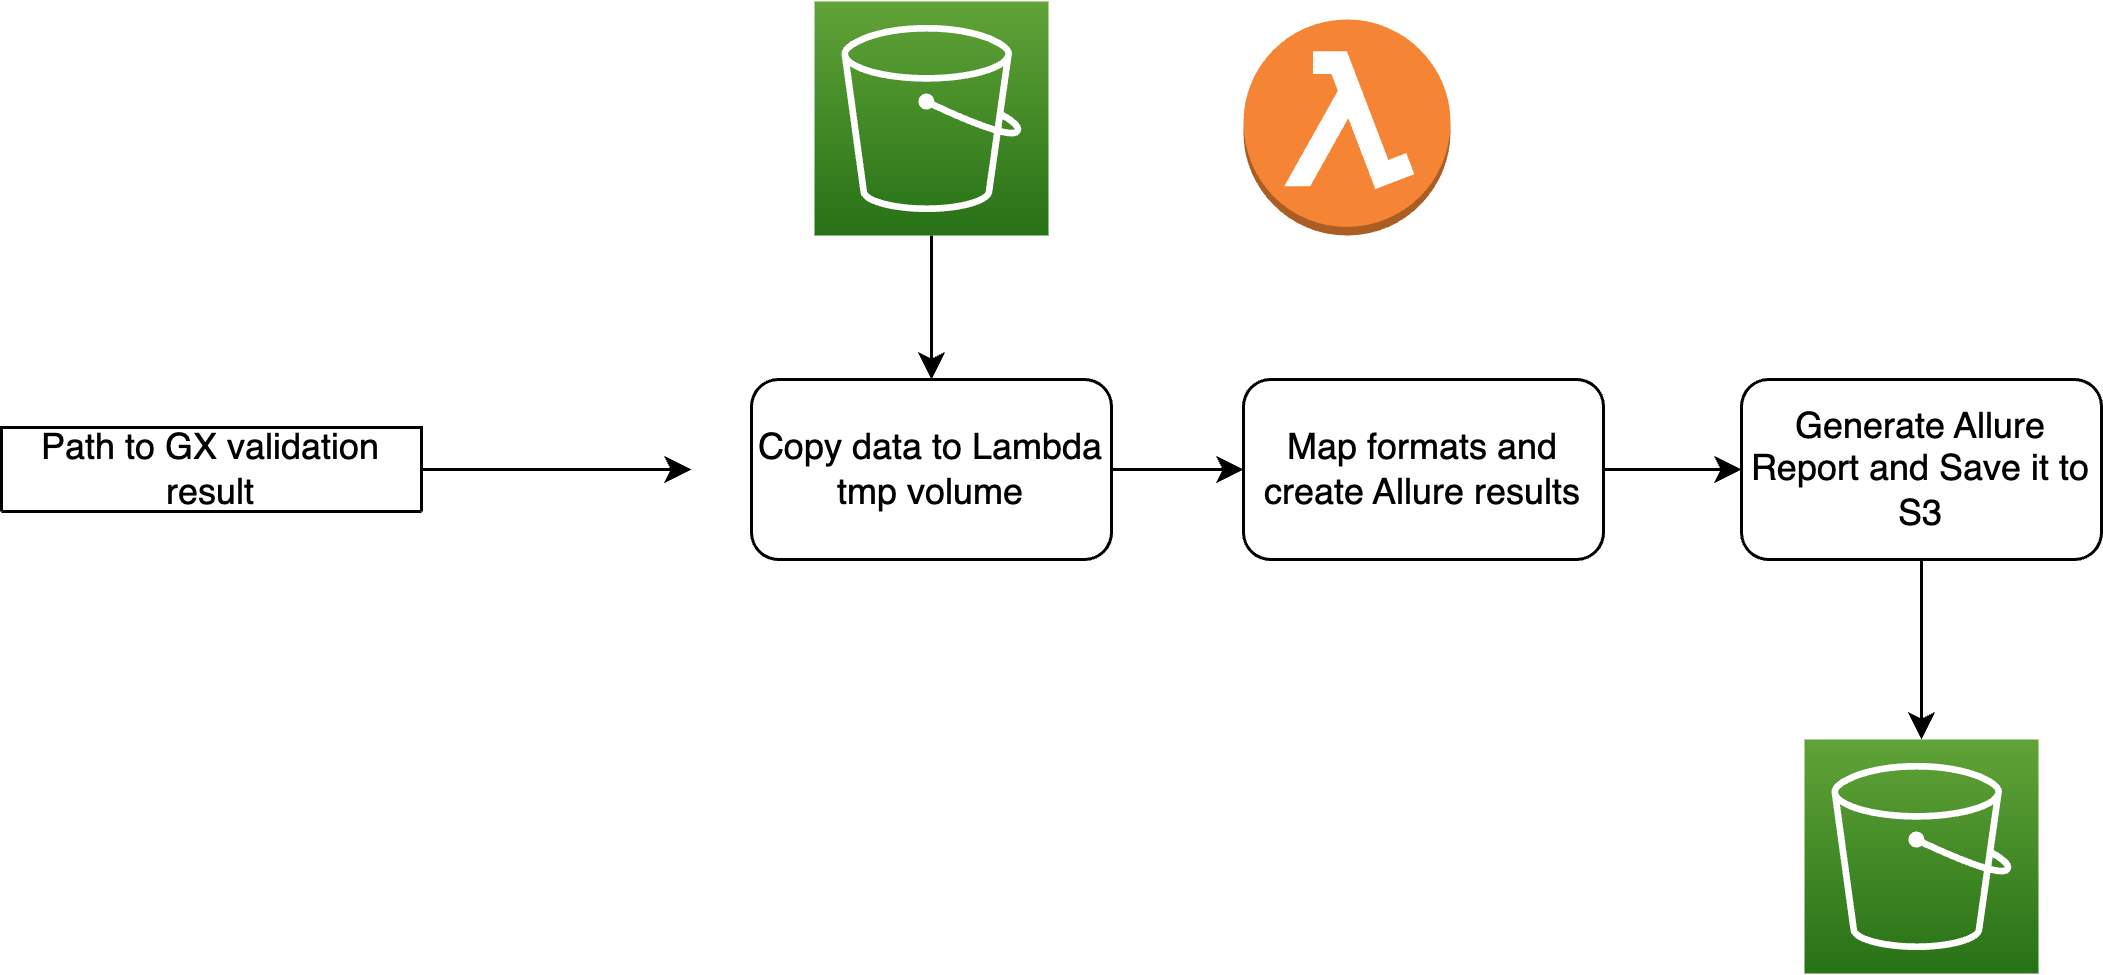 Path to GX validation
result
Copy data to Lambda
tmp volume
Map formats and
create Allure results
Generate Allure
Report and Save it to
S3